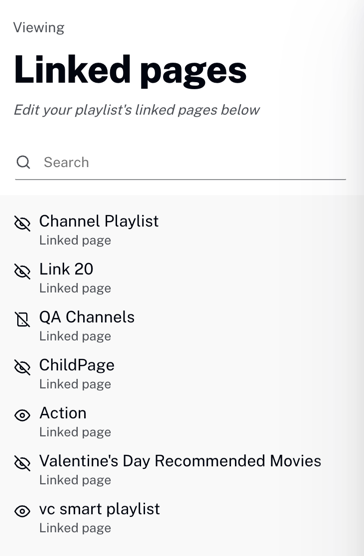 Viewing
Linked pages
Edit your playlist's linked pages below
Search
Channel Playlist
Linked page
Link 20
Linked page
QA Channels
Linked page
ChildPage
Linked page
Action
Linked page
Valentine's Day Recommended Movies
Linked page
vc smart playlist
Linked page